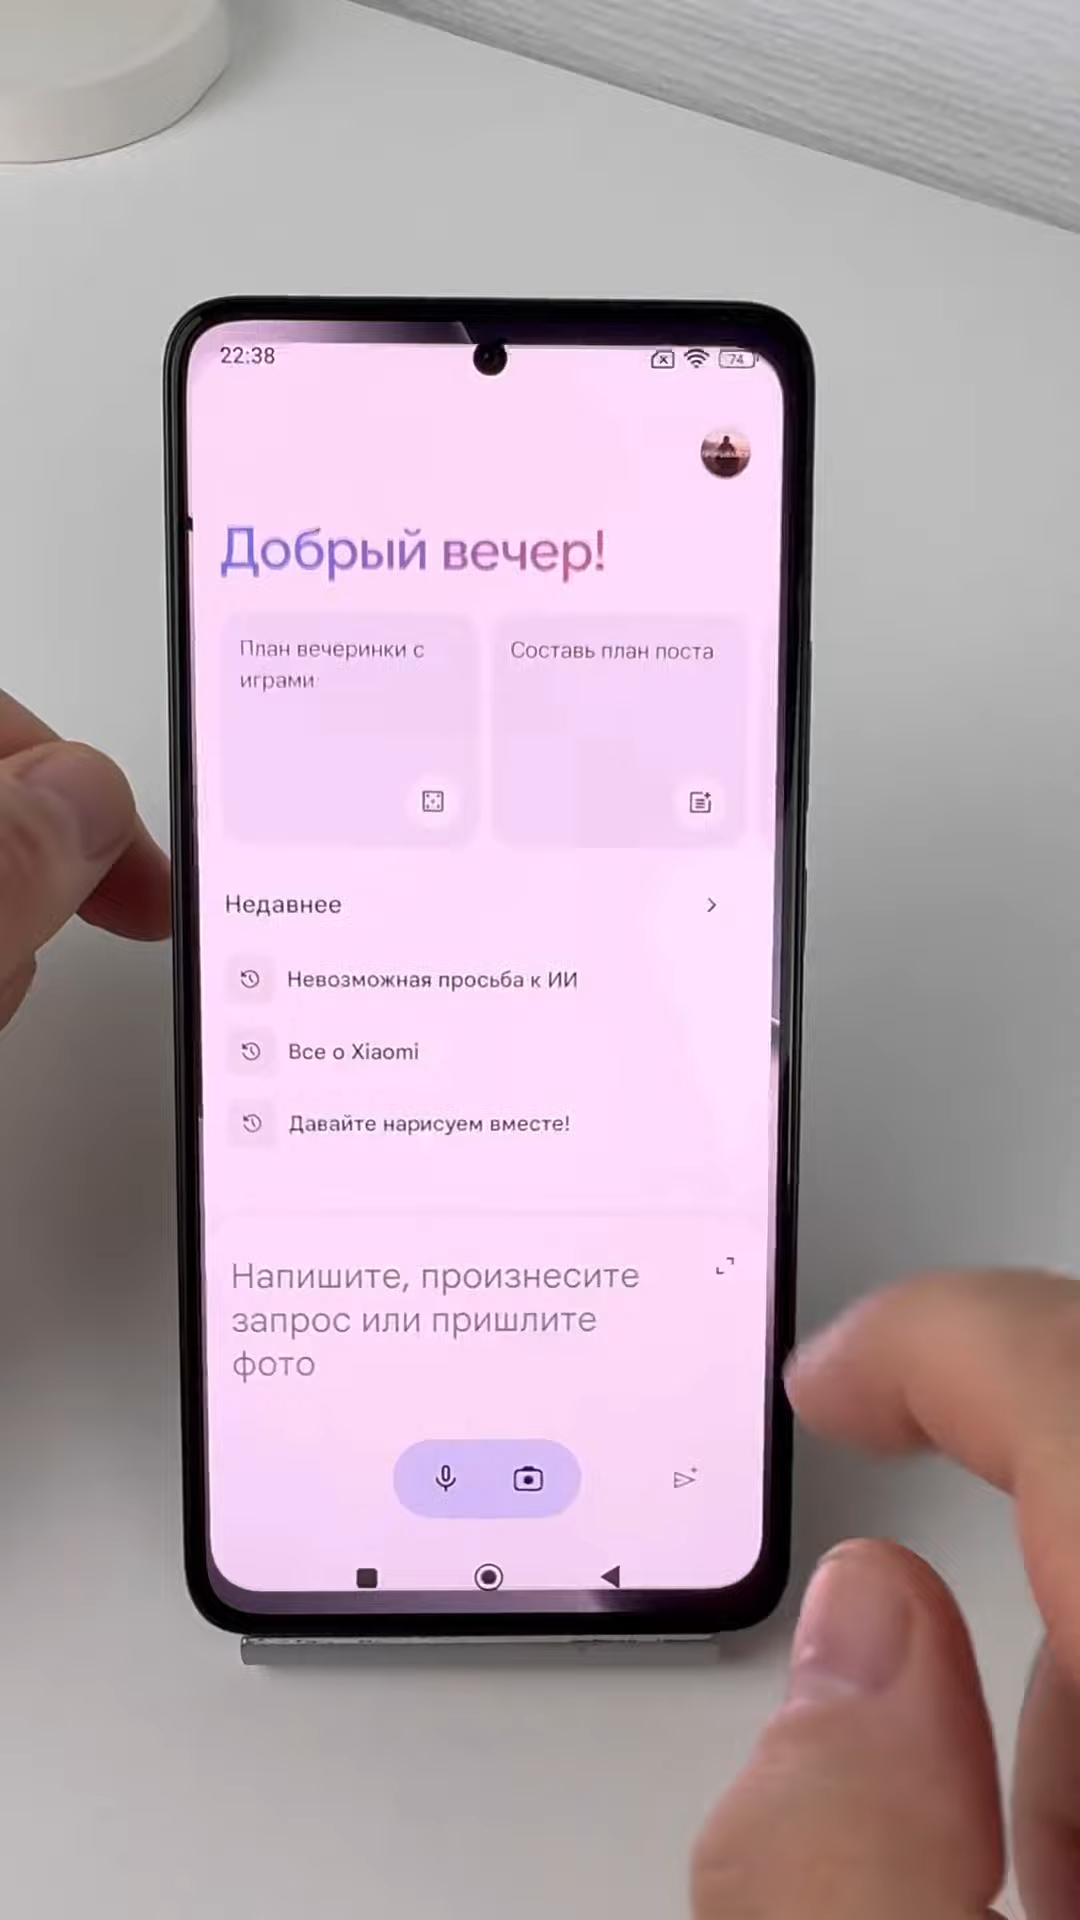 22:38
74
Добрый вечер!
План вечеринки с
играми
Составь план поста
Недавнее
Невозможная просьба к ИИ
Все о Xiaomi
Давайте нарисуем вместе!
Напишите, произнесите
запрос или пришлите
фото